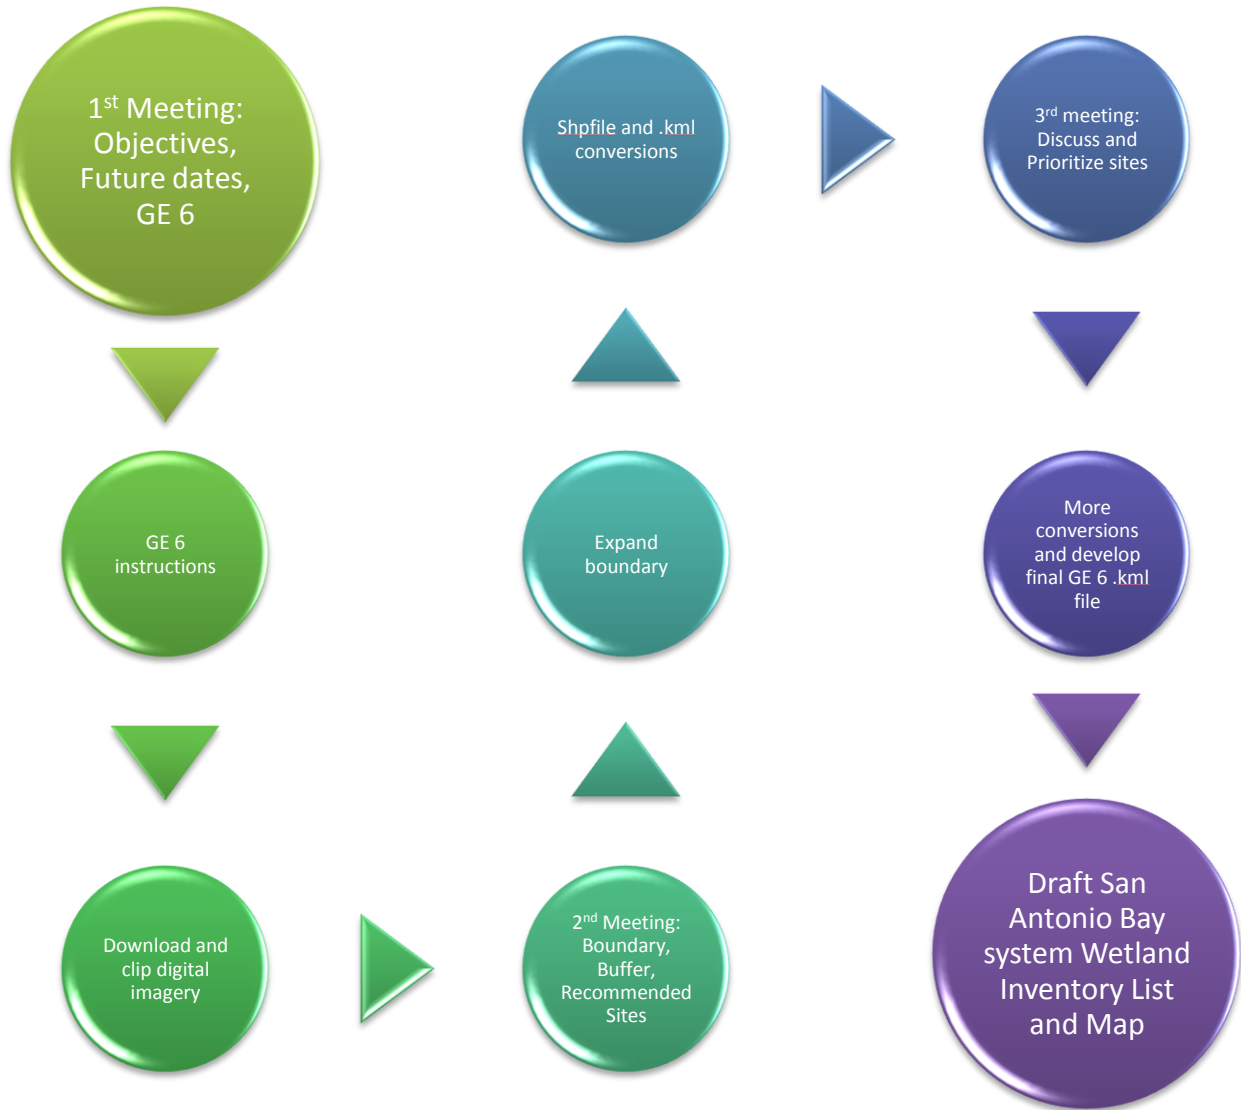 1st Meeting:
Objectives,
Future dates,
GE 6
GE 6
instructions
Download and
clip digital
imagery
2nd Meeting:
Boundary,
Buffer,
Recommended
Sites
Expand
boundary
Shpfile and .kml
conversions
3rd meeting:
Discuss and
Prioritize sites
More
conversions
and develop
final GE 6 .kml
file
Draft San
Antonio Bay
system Wetland
Inventory List
and Map